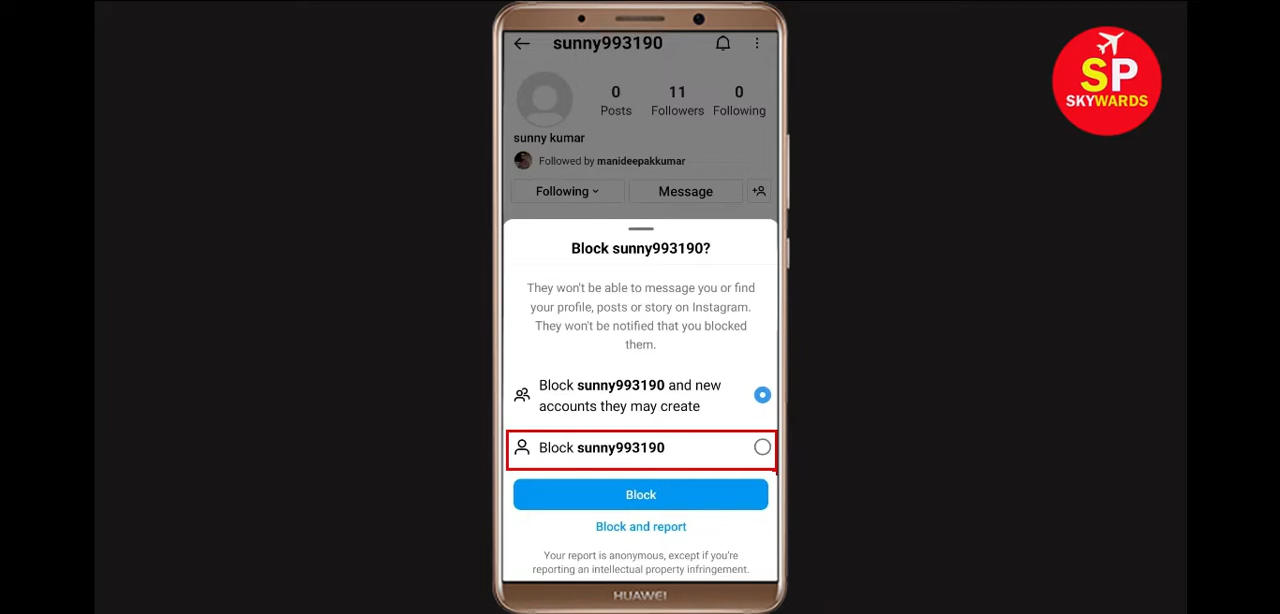 sunny993190
0 11 0
Posts Followers Following
sunny kumar
Followed by manideepakkumar
Following Message
Block sunny993190?
They won't be able to message you or find
your profile, posts or story on Instagram.
They won't be notified that you blocked
them.
Block sunny993190 and new
accounts they may create
Block sunny993190
Block
Block and report
Your report is anonymous, except if you're
reporting an intellectual property infringement.
HUAWEI
SP
SKYWARDS